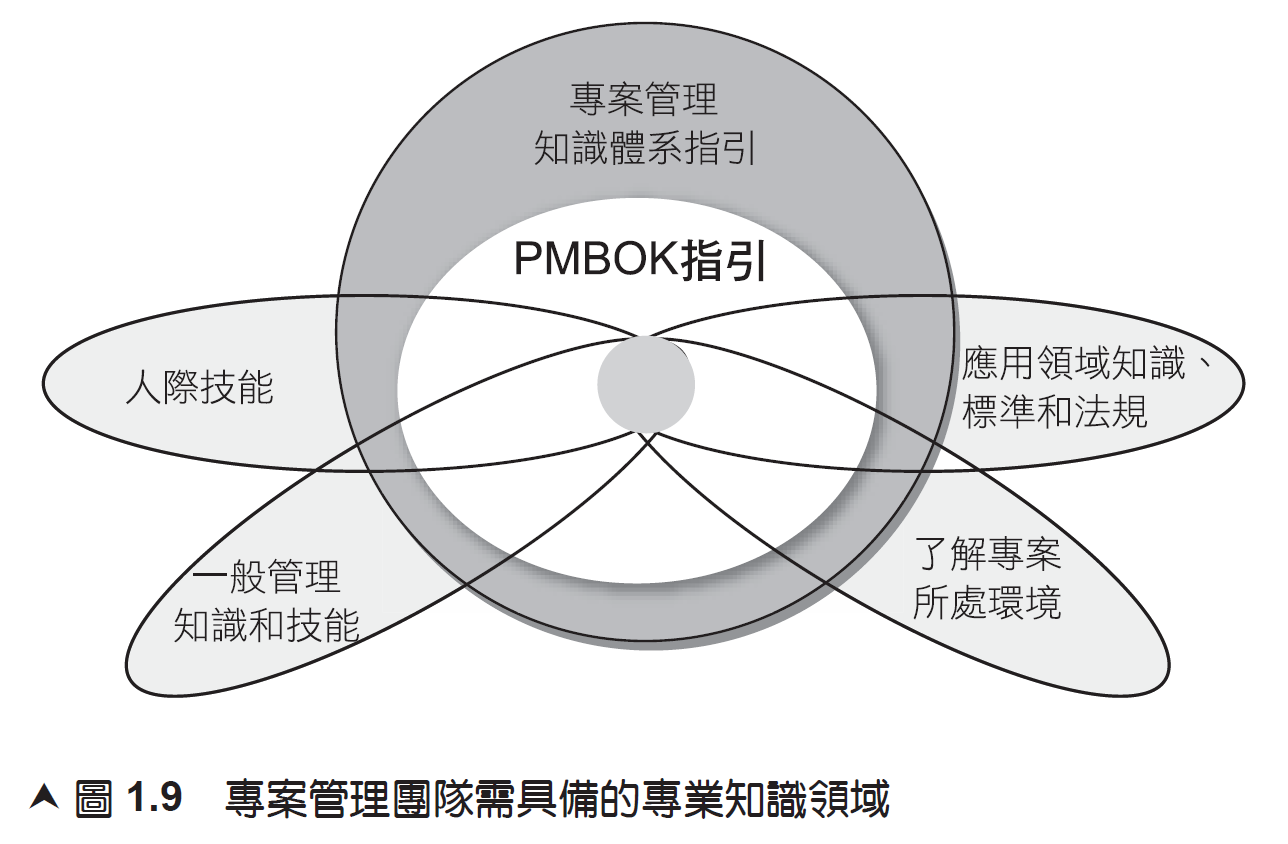 專案管理
知識體系指引
PMBOK指引
人際技能
應用領域知識、
標準和法規
一般管理
知識和技能
了解專案
所處環境
圖 1.9 專案管理團隊需具備的專業知識領域